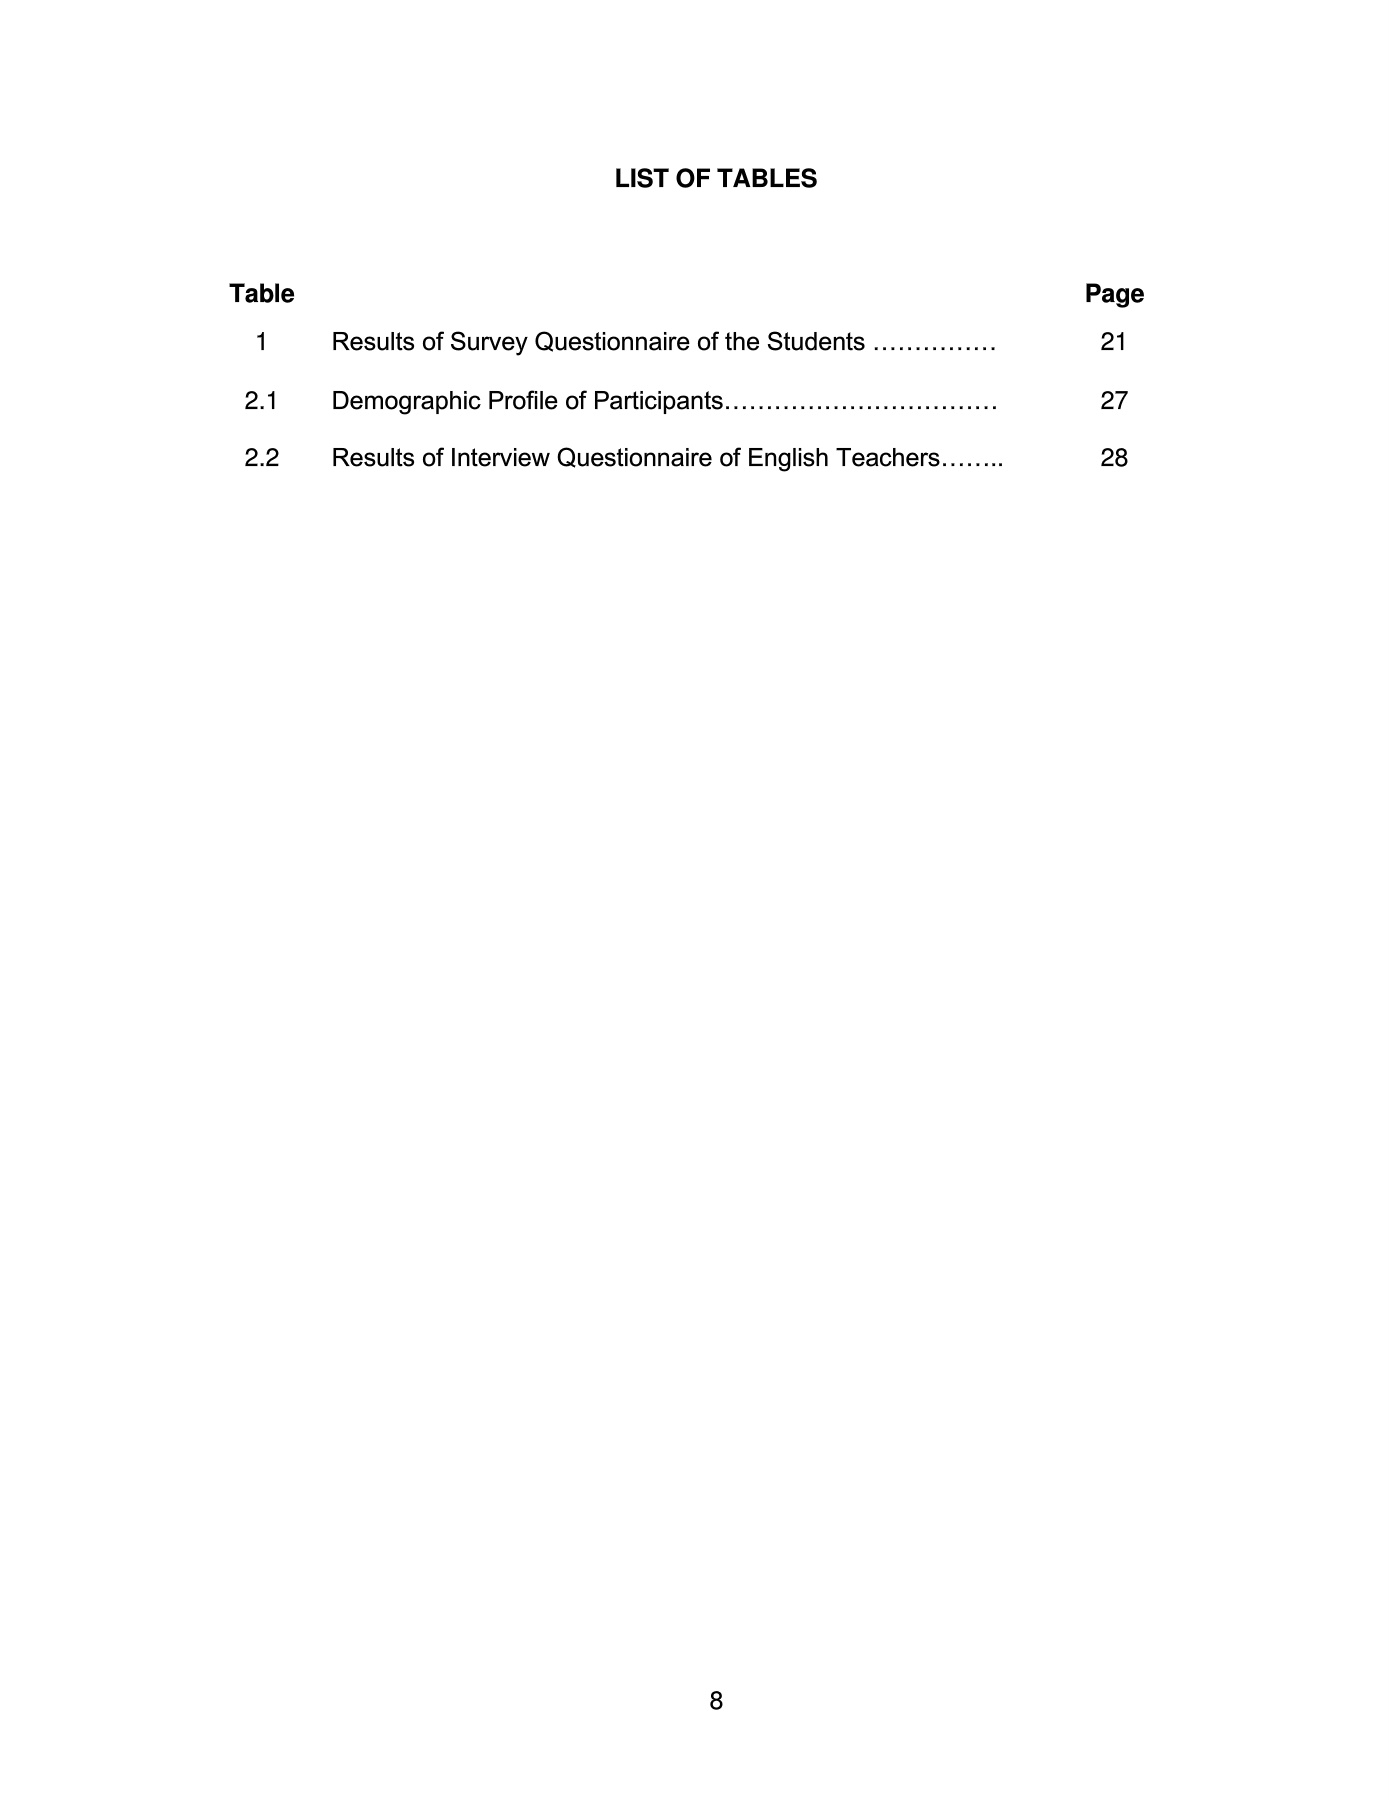 LIST OF TABLES
Table Page
1 Results of Survey Questionnaire of the Students …………… 21
2.1 Demographic Profile of Participants…………………………… 27
2.2 Results of Interview Questionnaire of English Teachers…….. 28
8